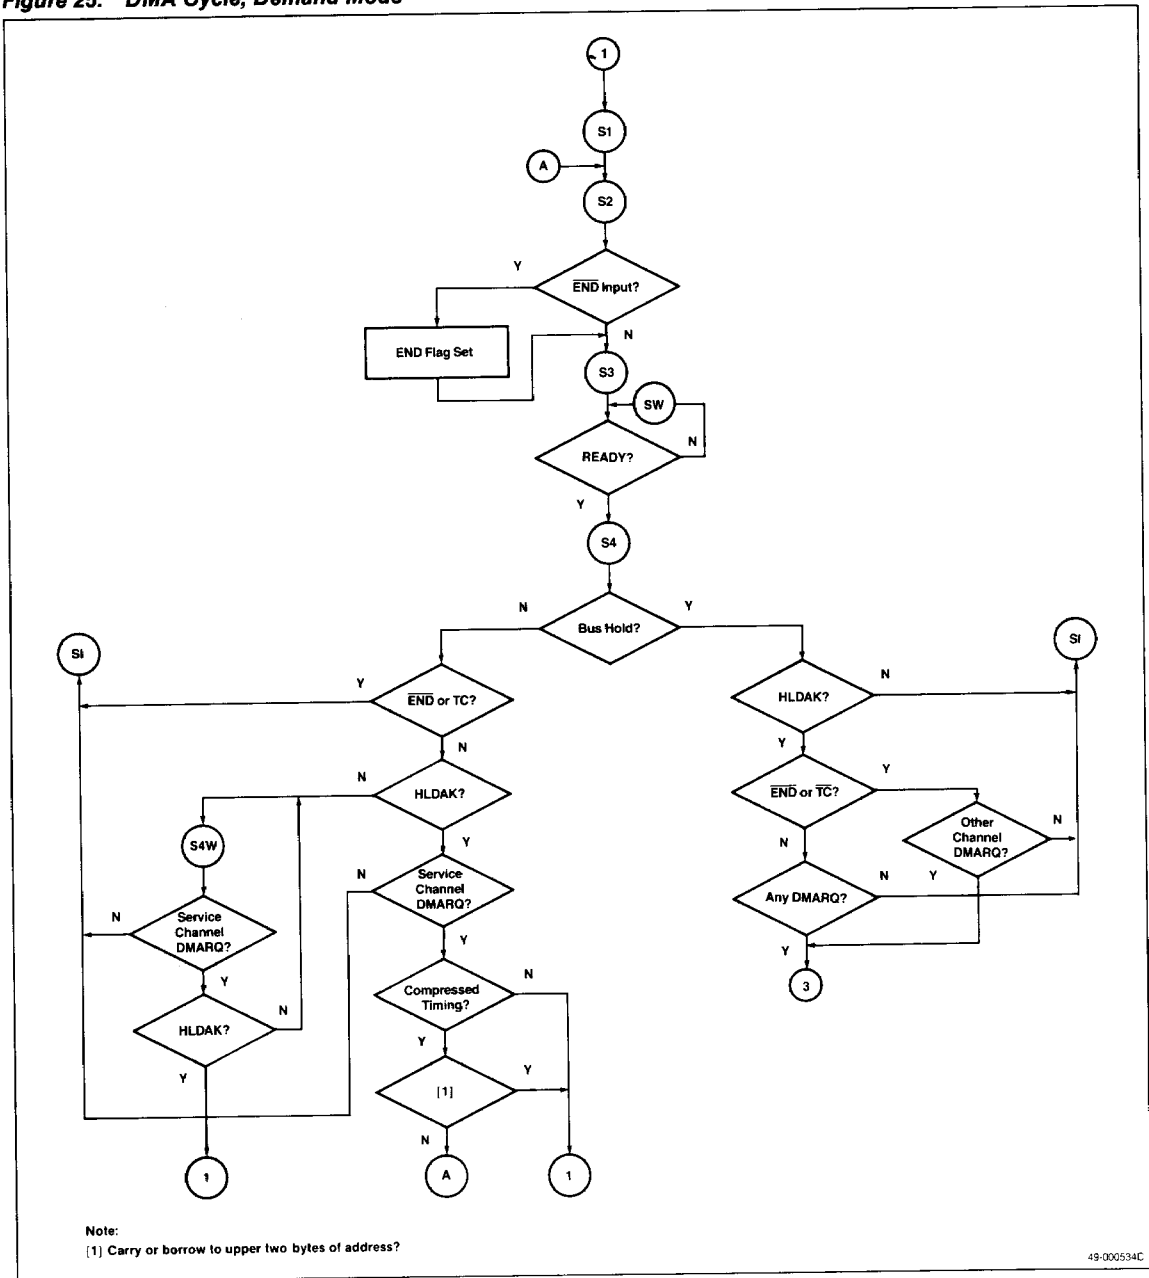 Figure 25. DMA Cycle, Demand Mode
1
S1
A
S2
Y
END Input?
N
END Flag Set
S3
SW
N
READY?
Y
S4
N
Y
Bus Hold?
SI
SI
Y
END or TC?
N
HLDAK?
N
Y
N
HLDAK?
END or TC?
Y
S4W
Y
Other
Channel
DMARQ?
N
N
Service
Channel
DMARQ?
N
Y
Any DMARQ?
N
N
Service
Channel
DMARQ?
Y
Y
Y
Compressed
Timing?
N
3
HLDAK?
N
Y
Y
[1]
Y
N
1
A
1
Note:
[1] Carry or borrow to upper two bytes of address?
49-000534C